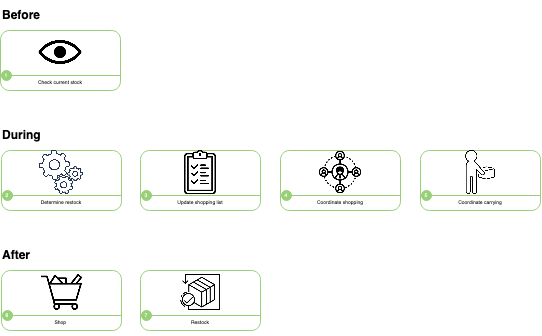 Before
1
Check current stock
During
2
Determine restock
3
Update shopping list
4
Coordinate shopping
5
Coordinate carrying
After
6
Shop
7
Restock